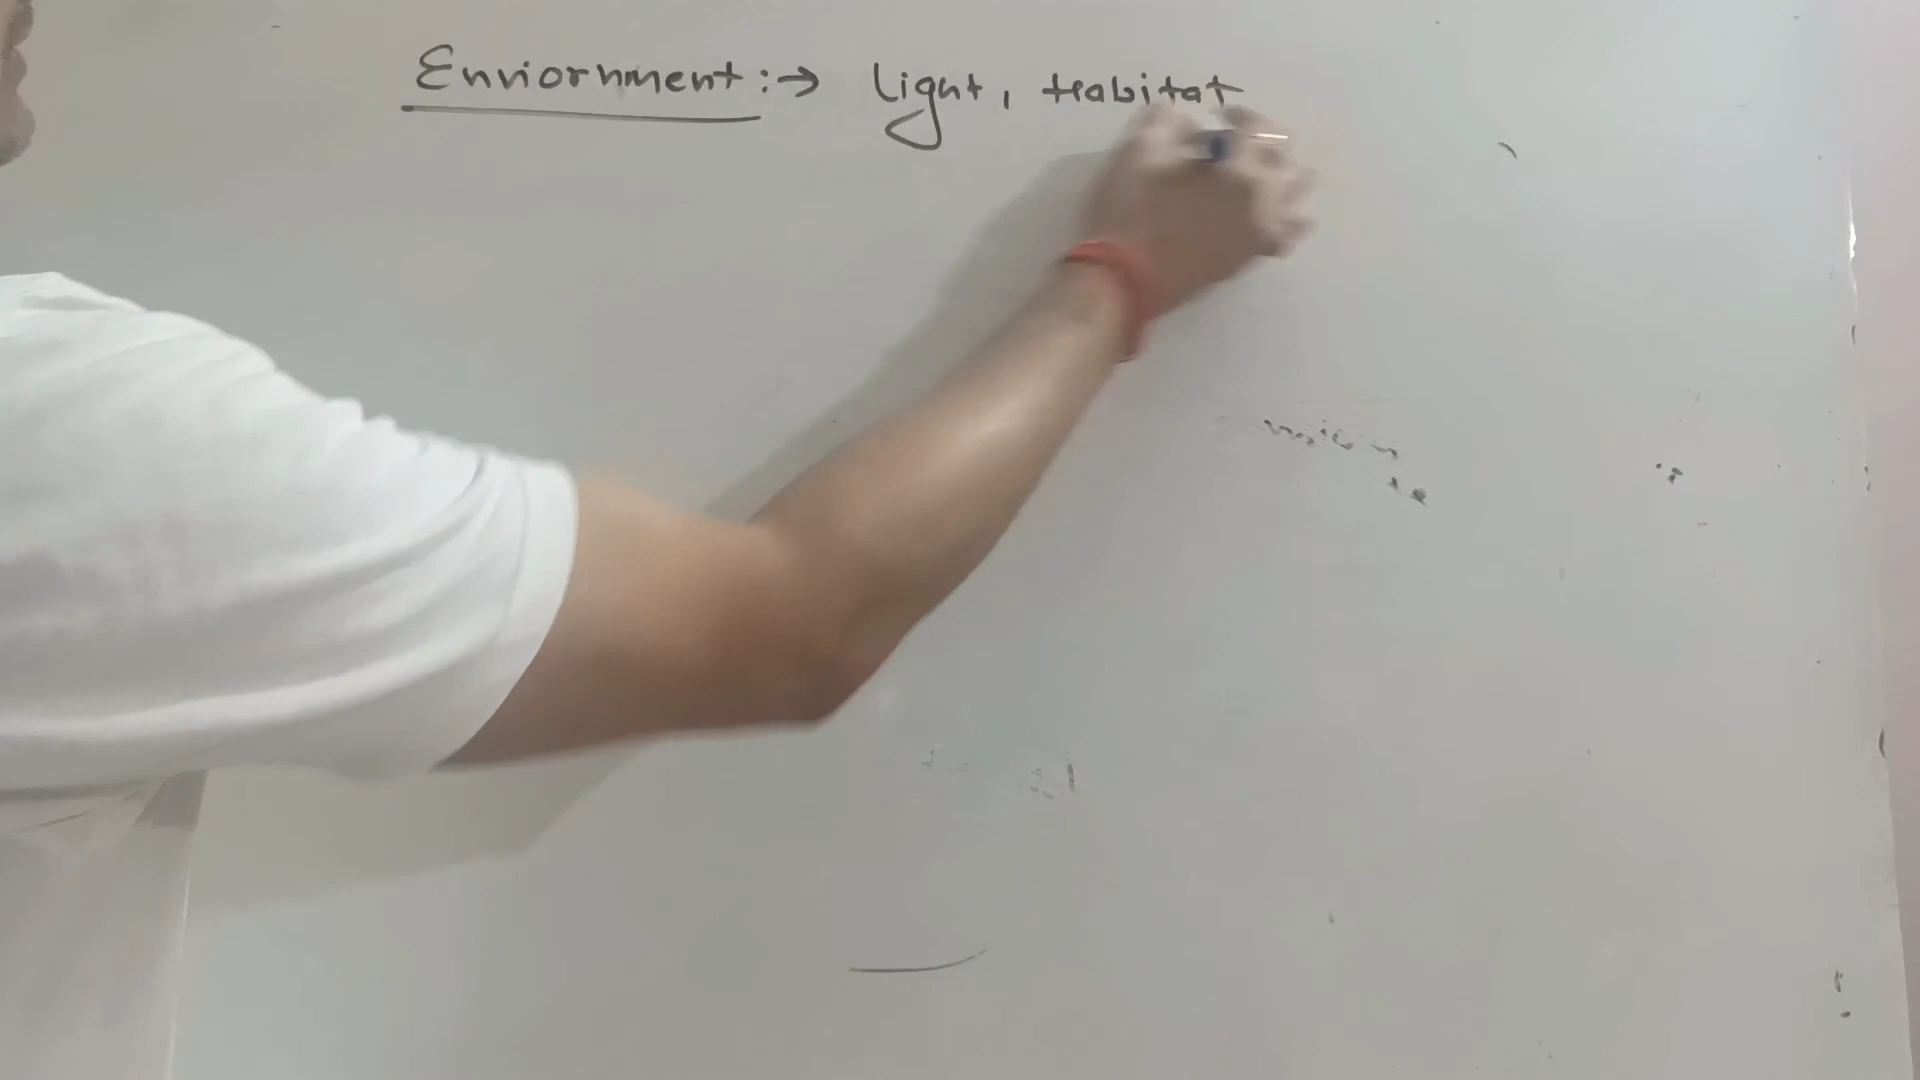 Enviornment :→ Light, Habitat